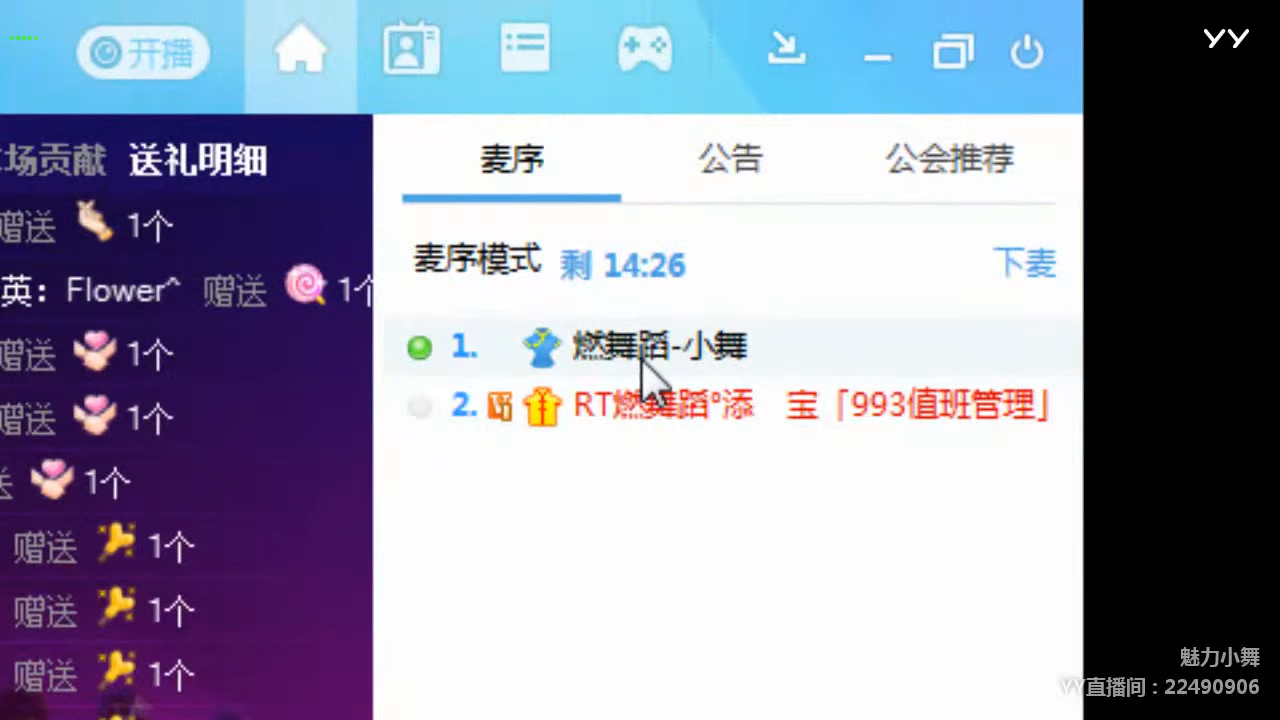 开播
YY
场贡献 送礼明细
麦序 公告 公会推荐
赠送 1个
麦序模式 剩 14:26 下麦
英：Flower^ 赠送 1个
赠送 1个
1. 燃舞蹈-小舞
赠送 1个
2. RT燃舞蹈°添 宝「993值班管理」
送 1个
赠送 1个
赠送 1个
赠送 1个
魅力小舞
YY直播间：22490906